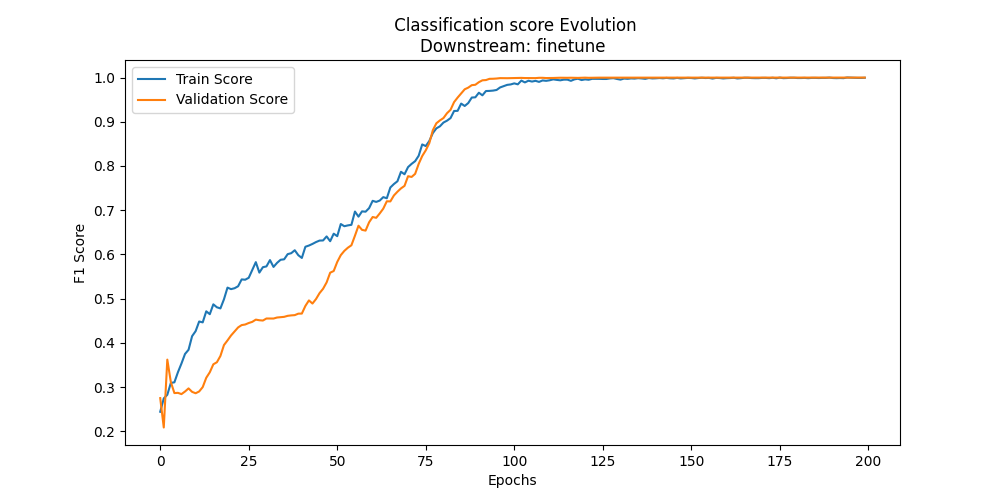 Classification score Evolution
Downstream: finetune
Train Score
Validation Score
F1 Score
1.0
0.9
0.8
0.7
0.6
0.5
0.4
0.3
0.2
0 25 50 75 100 125 150 175 200
Epochs